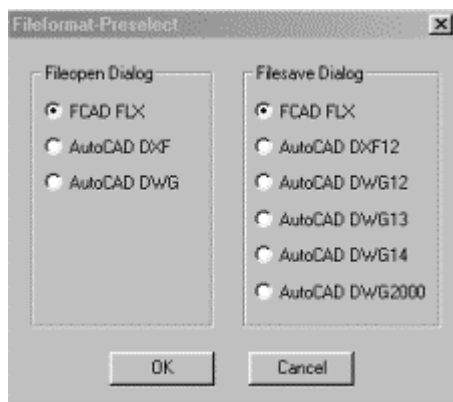 Fileformat-Preselect
Fileopen Dialog
FCAD FLX
AutoCAD DXF
AutoCAD DWG
Filesave Dialog
FCAD FLX
AutoCAD DXF12
AutoCAD DWG12
AutoCAD DWG13
AutoCAD DWG14
AutoCAD DWG2000
OK
Cancel